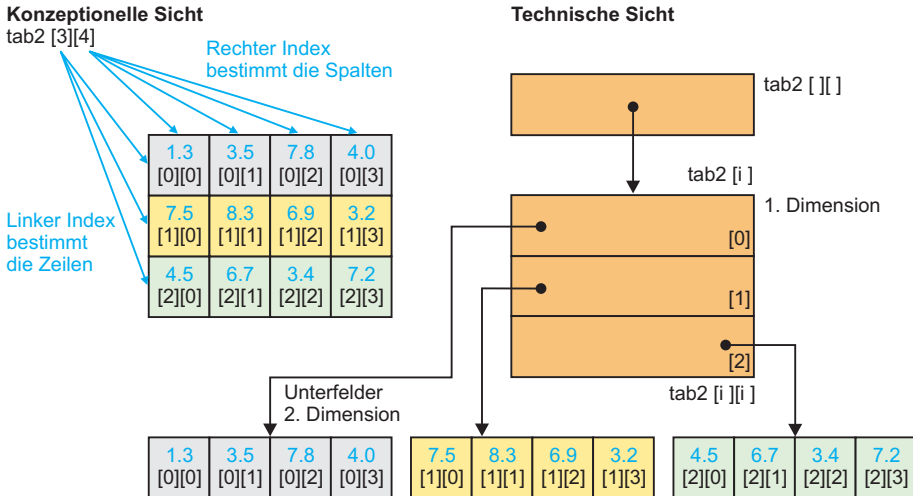 Konzeptionelle Sicht
tab2 [3][4]
Rechter Index
bestimmt die Spalten
1.3 3.5 7.8 4.0
[0][0] [0][1] [0][2] [0][3]
7.5 8.3 6.9 3.2
[1][0] [1][1] [1][2] [1][3]
4.5 6.7 3.4 7.2
[2][0] [2][1] [2][2] [2][3]
Linker Index
bestimmt
die Zeilen
Technische Sicht
tab2 [ ][ ]
tab2 [i ]
1. Dimension
[0]
[1]
[2]
tab2 [i ][i ]
Unterfelder
2. Dimension
1.3 3.5 7.8 4.0
[0][0] [0][1] [0][2] [0][3]
7.5 8.3 6.9 3.2
[1][0] [1][1] [1][2] [1][3]
4.5 6.7 3.4 7.2
[2][0] [2][1] [2][2] [2][3]